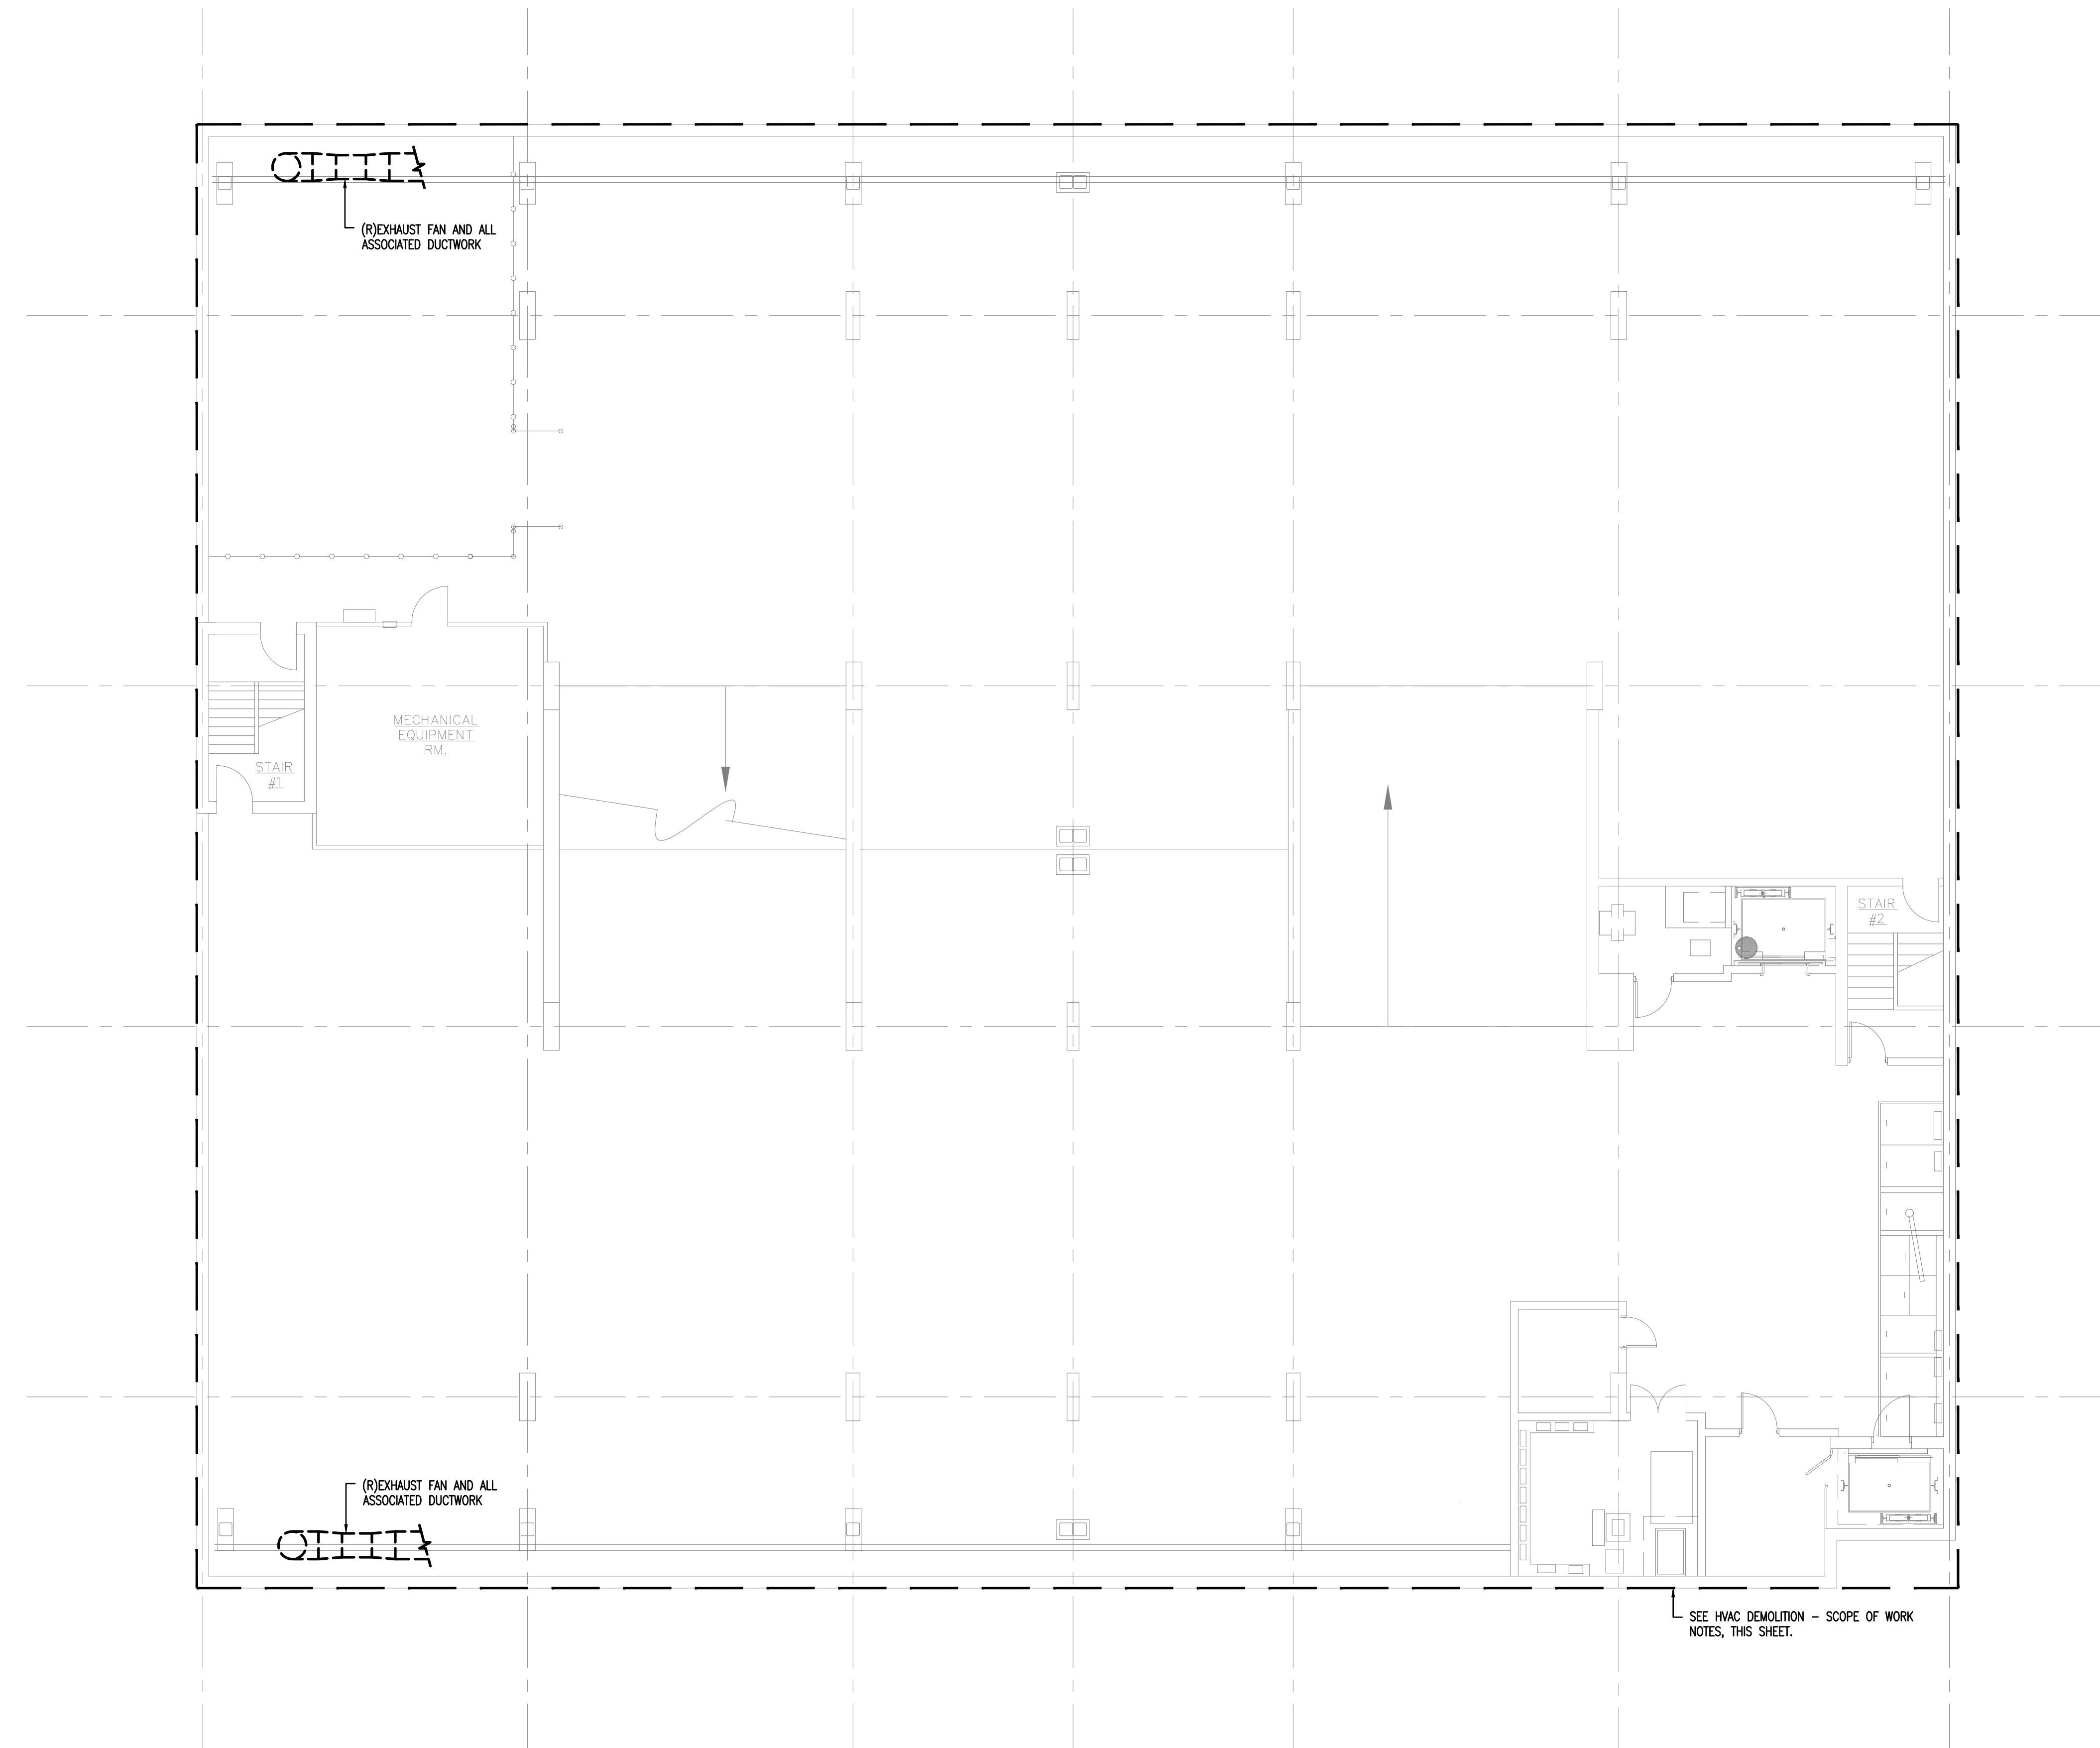 (R)EXHAUST FAN AND ALL
ASSOCIATED DUCTWORK
MECHANICAL
EQUIPMENT
RM.
STAIR
#1
STAIR
#2
(R)EXHAUST FAN AND ALL
ASSOCIATED DUCTWORK
SEE HVAC DEMOLITION - SCOPE OF WORK
NOTES, THIS SHEET.